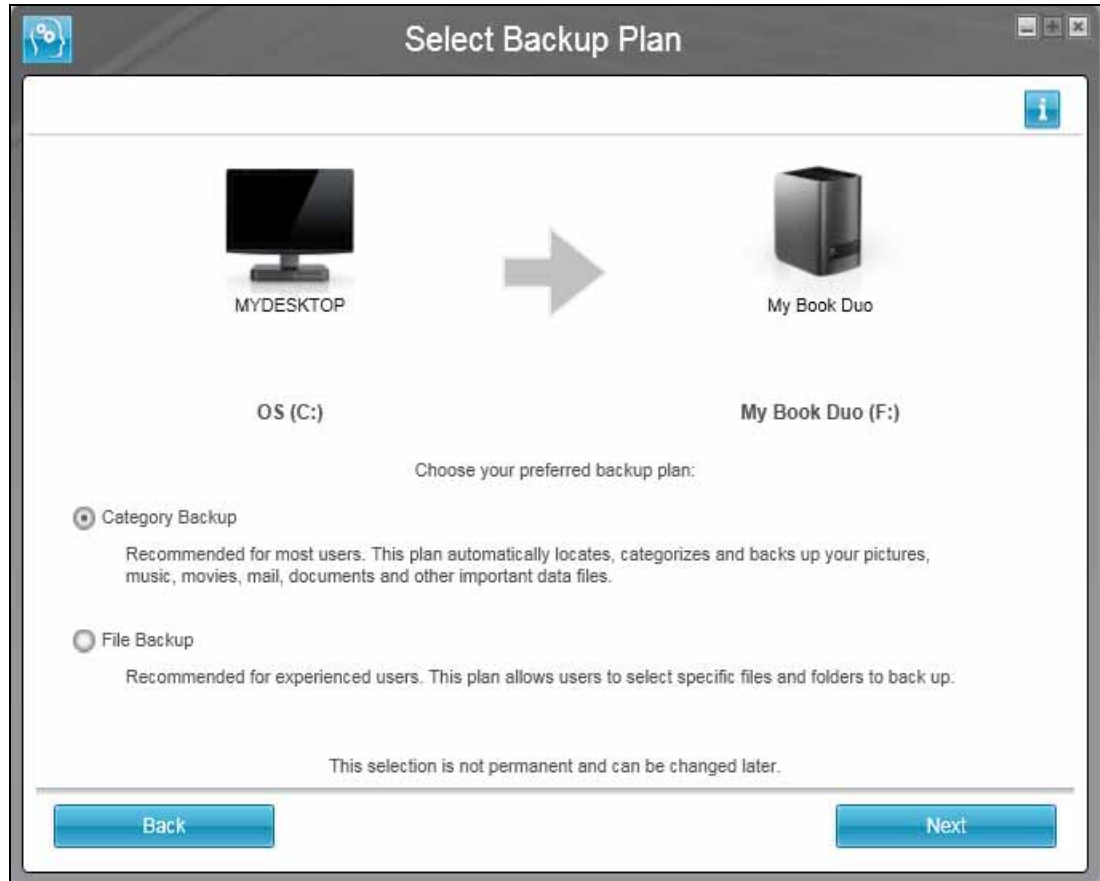 Select Backup Plan
MYDESKTOP
My Book Duo
OS (C:)
My Book Duo (F:)
Choose your preferred backup plan:
Category Backup
Recommended for most users. This plan automatically locates, categorizes and backs up your pictures,
music, movies, mail, documents and other important data files.
File Backup
Recommended for experienced users. This plan allows users to select specific files and folders to back up.
This selection is not permanent and can be changed later.
Back
Next